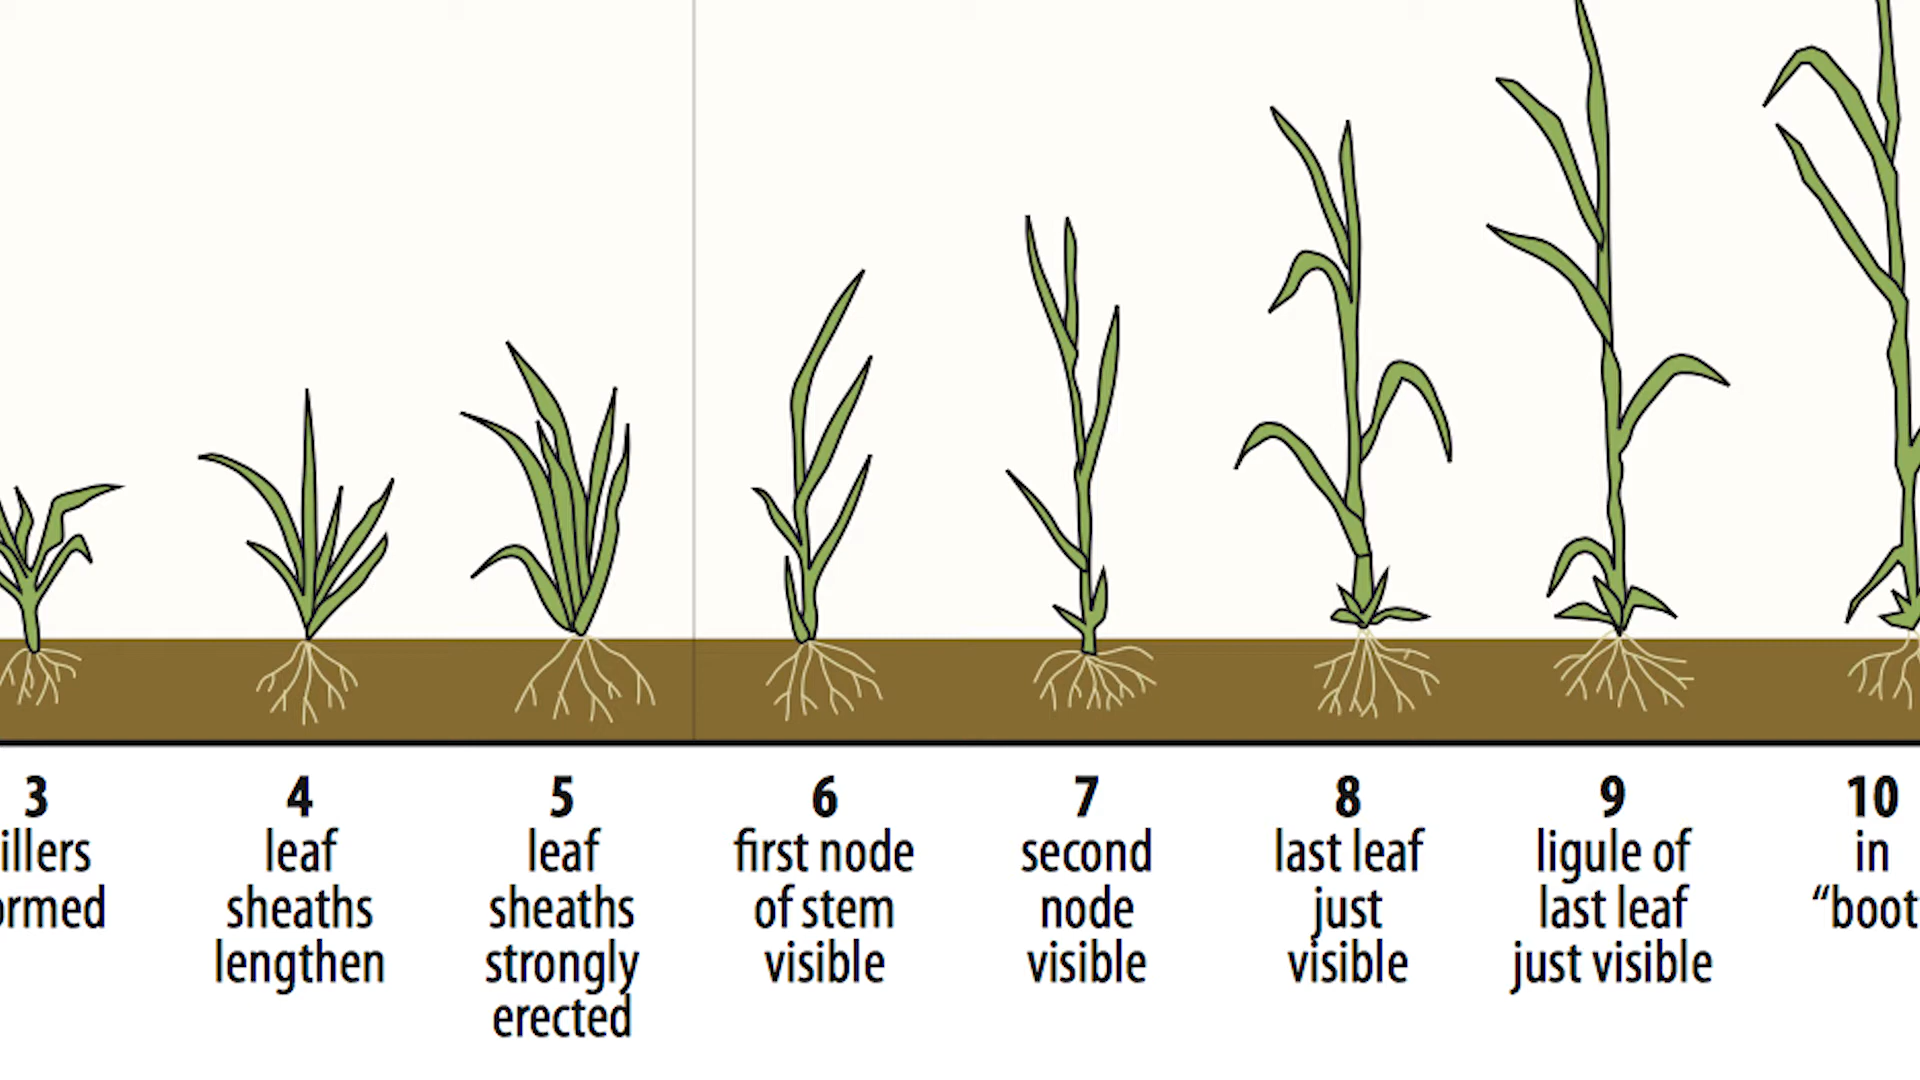 3
illers
ormed
4
leaf
sheaths
lengthen
5
leaf
sheaths
strongly
erected
6
first node
of stem
visible
7
second
node
visible
8
last leaf
just
visible
9
ligule of
last leaf
just visible
10
in
“boot